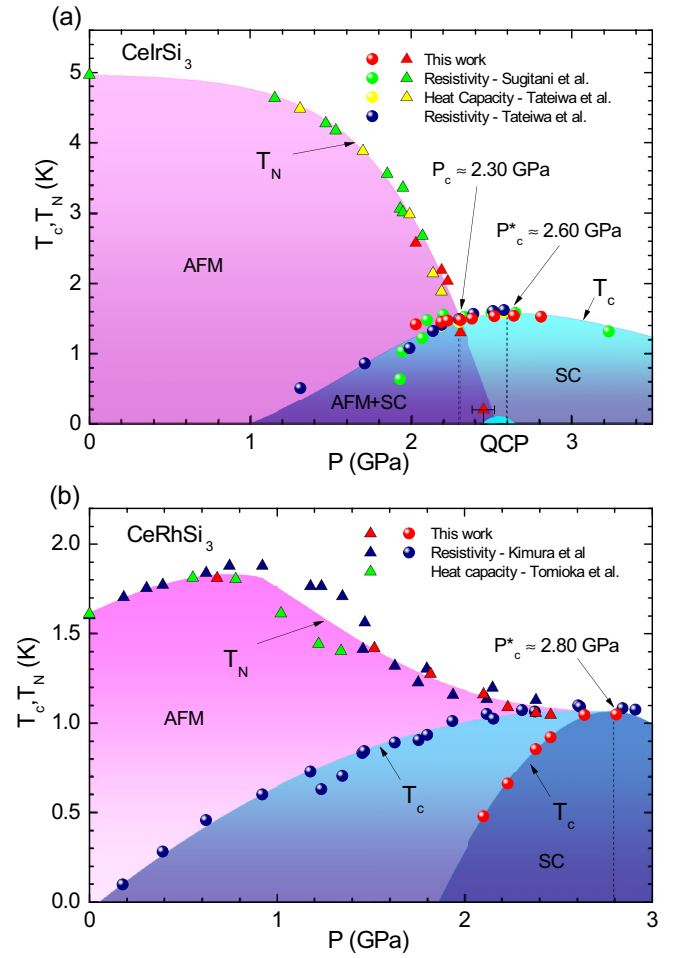 (a)
CeIrSi3
This work
Resistivity - Sugitani et al.
Heat Capacity - Tateiwa et al.
Resistivity - Tateiwa et al.
TN
Pc ≈ 2.30 GPa
P*c ≈ 2.60 GPa
Tc
AFM
SC
AFM+SC
QCP
Tc,TN (K)
0
1
2
3
4
5
0
1
2
3
P (GPa)
(b)
CeRhSi3
This work
Resistivity - Kimura et al
Heat capacity - Tomioka et al.
P*c ≈ 2.80 GPa
TN
AFM
Tc
Tc
SC
Tc,TN (K)
2.0
1.5
1.0
0.5
0.0
0
1
2
3
P (GPa)